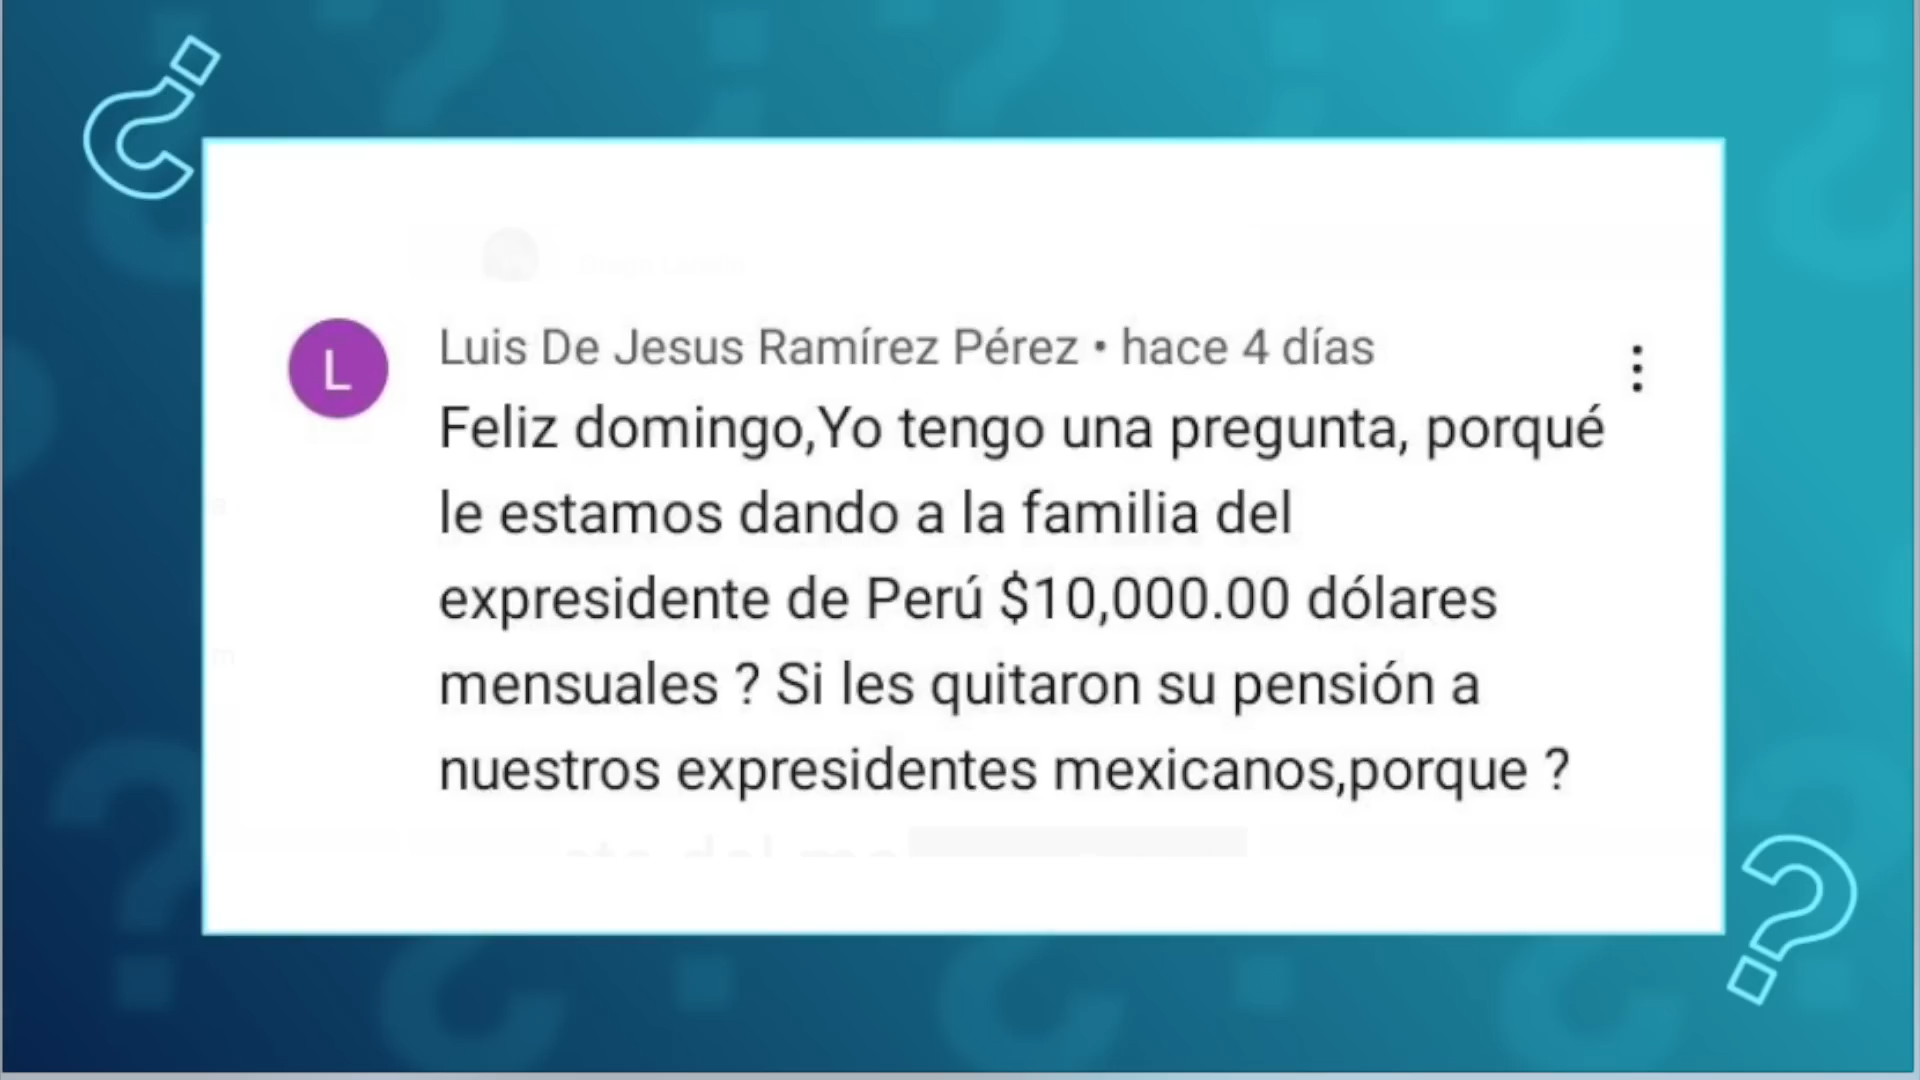 L
Luis De Jesus Ramírez Pérez • hace 4 días
Feliz domingo,Yo tengo una pregunta, porqué
le estamos dando a la familia del
expresidente de Perú $10,000.00 dólares
mensuales ? Si les quitaron su pensión a
nuestros expresidentes mexicanos,porque ?